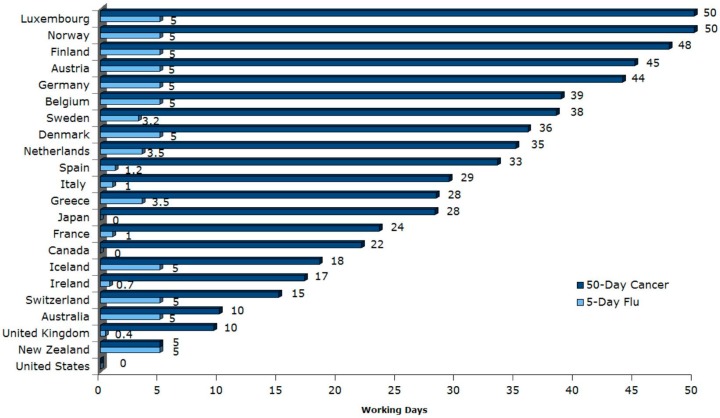 Luxembourg 50
5
Norway 50
5
Finland 48
5
Austria 45
5
Germany 44
5
Belgium 39
5
Sweden 38
3.2
Denmark 36
5
Netherlands 35
3.5
Spain 33
1.2
Italy 29
1
Greece 28
3.5
Japan 28
0
France 24
1
Canada 22
0
Iceland 18
5
Ireland 17
0.7
Switzerland 15
5
Australia 10
5
United Kingdom 10
0.4
New Zealand 5
5
United States 0
50-Day Cancer
5-Day Flu
0 5 10 15 20 25 30 35 40 45 50
Working Days